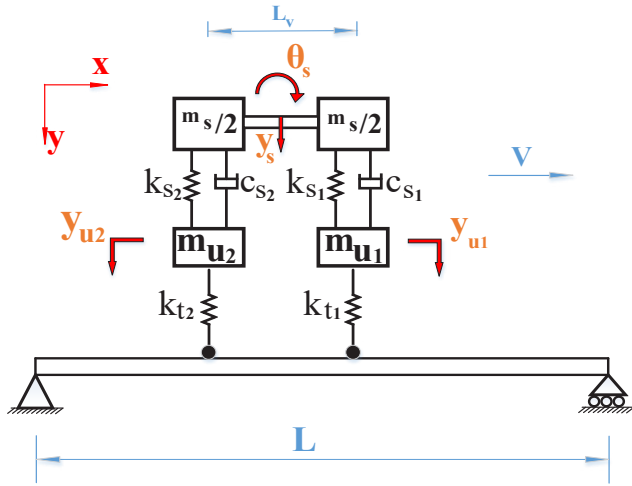 L_v
θ_s
x
m_s/2 m_s/2
y
y_s
v
k_s₂ c_s₂ k_s₁ c_s₁
y_u2 m_u₂ m_u₁ y_u1
k_t₂ k_t₁
L